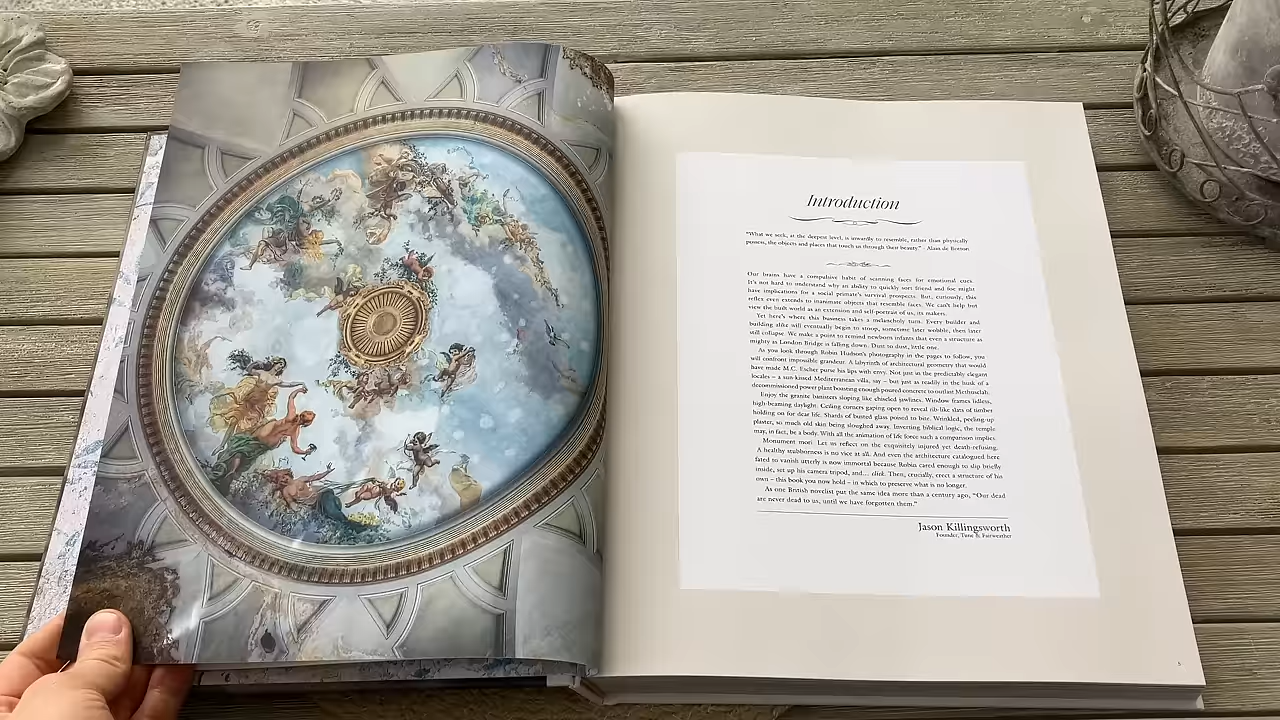 Introduction
"What we seek, at the deepest level, is inwardly to resemble, rather than physically
possess, the objects and places that touch us through their beauty." - Alain de Botton
Our brains have a compulsive habit of scanning faces for emotional cues.
It's not hard to understand why an ability to quickly sort friend and foe might
have implications for a social primate's survival prospects. But, curiously, this
reflex even extends to inanimate objects that resemble faces. We can't help but
view the built world as an extension and self-portrait of us, its makers.
Yet here's where this business takes a melancholy turn. Every builder and
building alike will eventually begin to stoop, sometime later wobble, then later
still collapse. We make a point to remind newborn infants that even a structure as
mighty as London Bridge is falling down. Dust to dust, little one.
As you look through Robin Hudson's photography in the pages to follow, you
will confront impossible grandeur. A labyrinth of architectural geometry that would
have made M.C. Escher purse his lips with envy. Not just in the predictably elegant
locales – a sun-kissed Mediterranean villa, say – but just as readily in the husk of a
decommissioned power plant boasting enough poured concrete to outlast Methuselah.
Enjoy the granite banisters sloping like chiseled jawlines. Window frames lidless,
high-beaming daylight. Ceiling corners gaping open to reveal rib-like slats of timber
holding on for dear life. Shards of busted glass poised to bite. Wrinkled, peeling-up
plaster, so much old skin being sloughed away. Inverting biblical logic, the temple
may, in fact, be a body. With all the animation of life force such a comparison implies.
Monument mori. Let us reflect on the exquisitely injured yet death-refusing.
A healthy stubbornness is no vice at all. And even the architecture catalogued here
fated to vanish utterly is now immortal because Robin cared enough to slip briefly
inside, set up his camera tripod, and... click. Then, crucially, erect a structure of his
own – this book you now hold – in which to preserve what is no longer.
As one British novelist put the same idea more than a century ago, "Our dead
are never dead to us, until we have forgotten them."
Jason Killingsworth
Founder, Tune & Fairweather
5